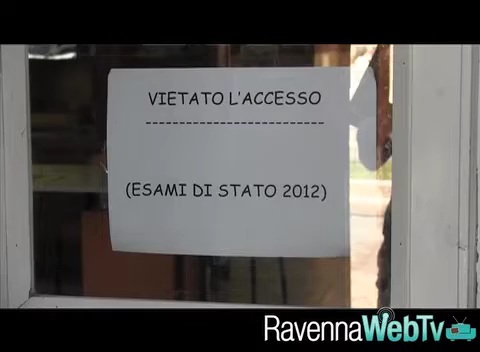 VIETATO L'ACCESSO
---------------------------
(ESAMI DI STATO 2012)
RavennaWebTv